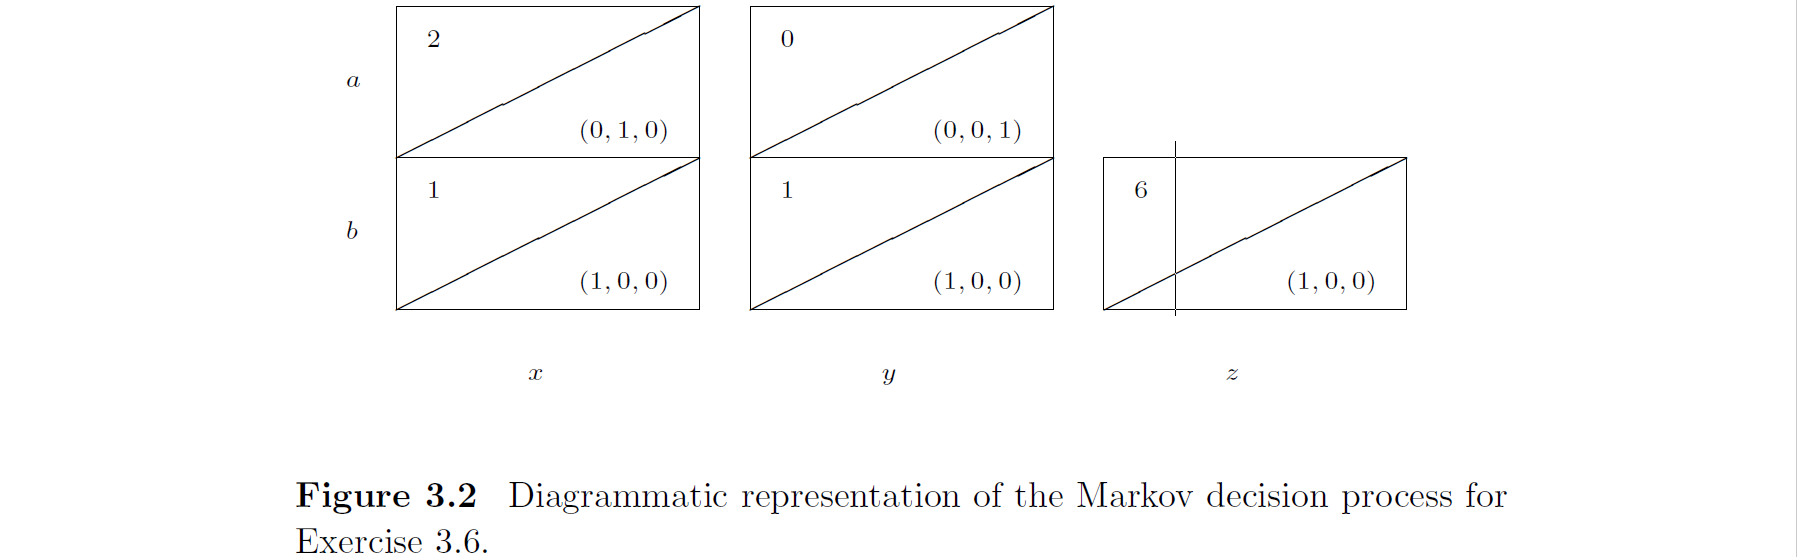 2 0
a
(0, 1, 0) (0, 0, 1)
1 1 6
b
(1, 0, 0) (1, 0, 0) (1, 0, 0)
x y z
Figure 3.2 Diagrammatic representation of the Markov decision process for
Exercise 3.6.